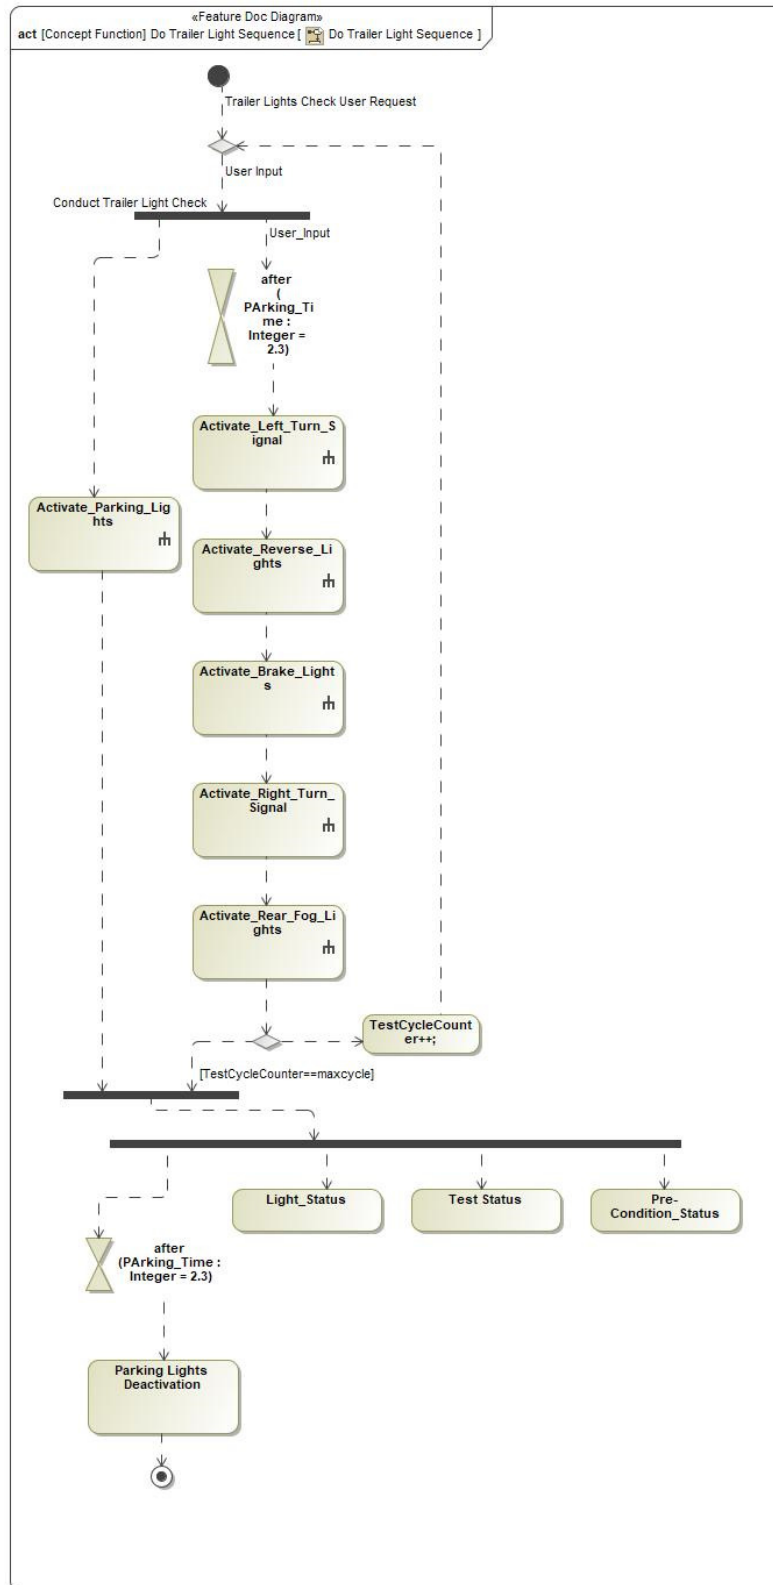 «Feature Doc Diagram»
act [Concept Function] Do Trailer Light Sequence [ Do Trailer Light Sequence ]
Trailer Lights Check User Request
User Input
Conduct Trailer Light Check
User_Input
after
(
PArking_Ti
me :
Integer =
2.3)
Activate_Left_Turn_S
ignal
Activate_Parking_Lig
hts
Activate_Reverse_Li
ghts
Activate_Brake_Light
s
Activate_Right_Turn_
Signal
Activate_Rear_Fog_Li
ghts
TestCycleCount
er++;
[TestCycleCounter==maxcycle]
Light_Status
Test Status
Pre-
Condition_Status
after
(PArking_Time :
Integer = 2.3)
Parking Lights
Deactivation